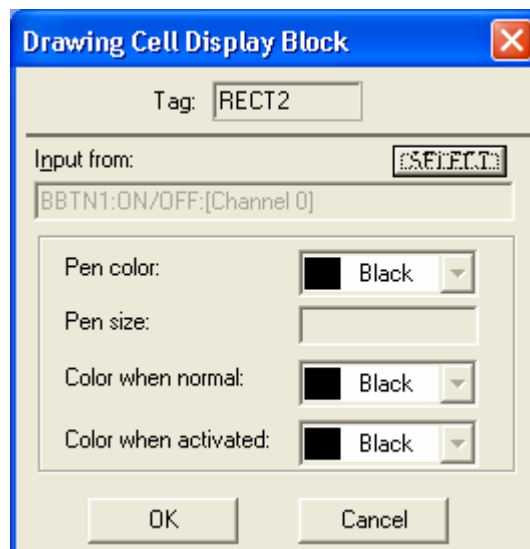 Drawing Cell Display Block
Tag: RECT2
Input from: SELECT
BBTN1:ON/OFF:[Channel 0]
Pen color: Black
Pen size:
Color when normal: Black
Color when activated: Black
OK Cancel